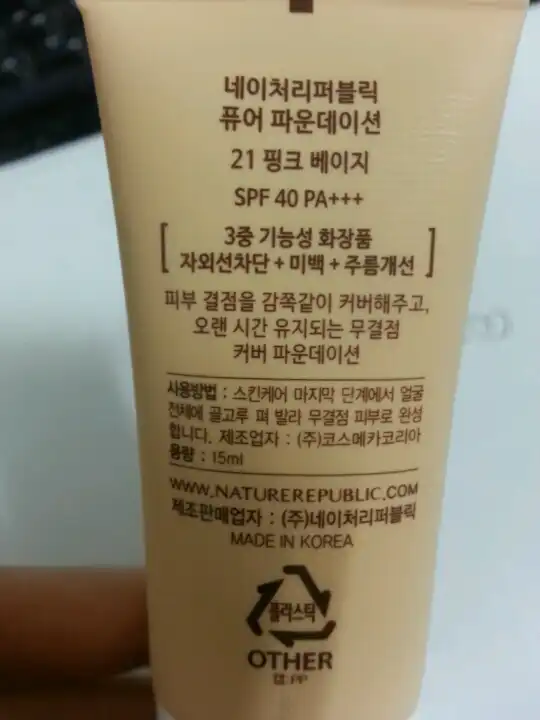 네이처리퍼블릭
퓨어 파운데이션
21 핑크 베이지
SPF 40 PA+++
[ 3중 기능성 화장품
자외선차단 + 미백 + 주름개선 ]
피부 결점을 감쪽같이 커버해주고,
오랜 시간 유지되는 무결점
커버 파운데이션
사용방법 : 스킨케어 마지막 단계에서 얼굴
전체에 골고루 펴 발라 무결점 피부로 완성
합니다. 제조업자 : (주)코스메카코리아
용량 : 15ml
WWW.NATUREREPUBLIC.COM
제조판매업자 : (주)네이처리퍼블릭
MADE IN KOREA
플라스틱
OTHER
캡:PP